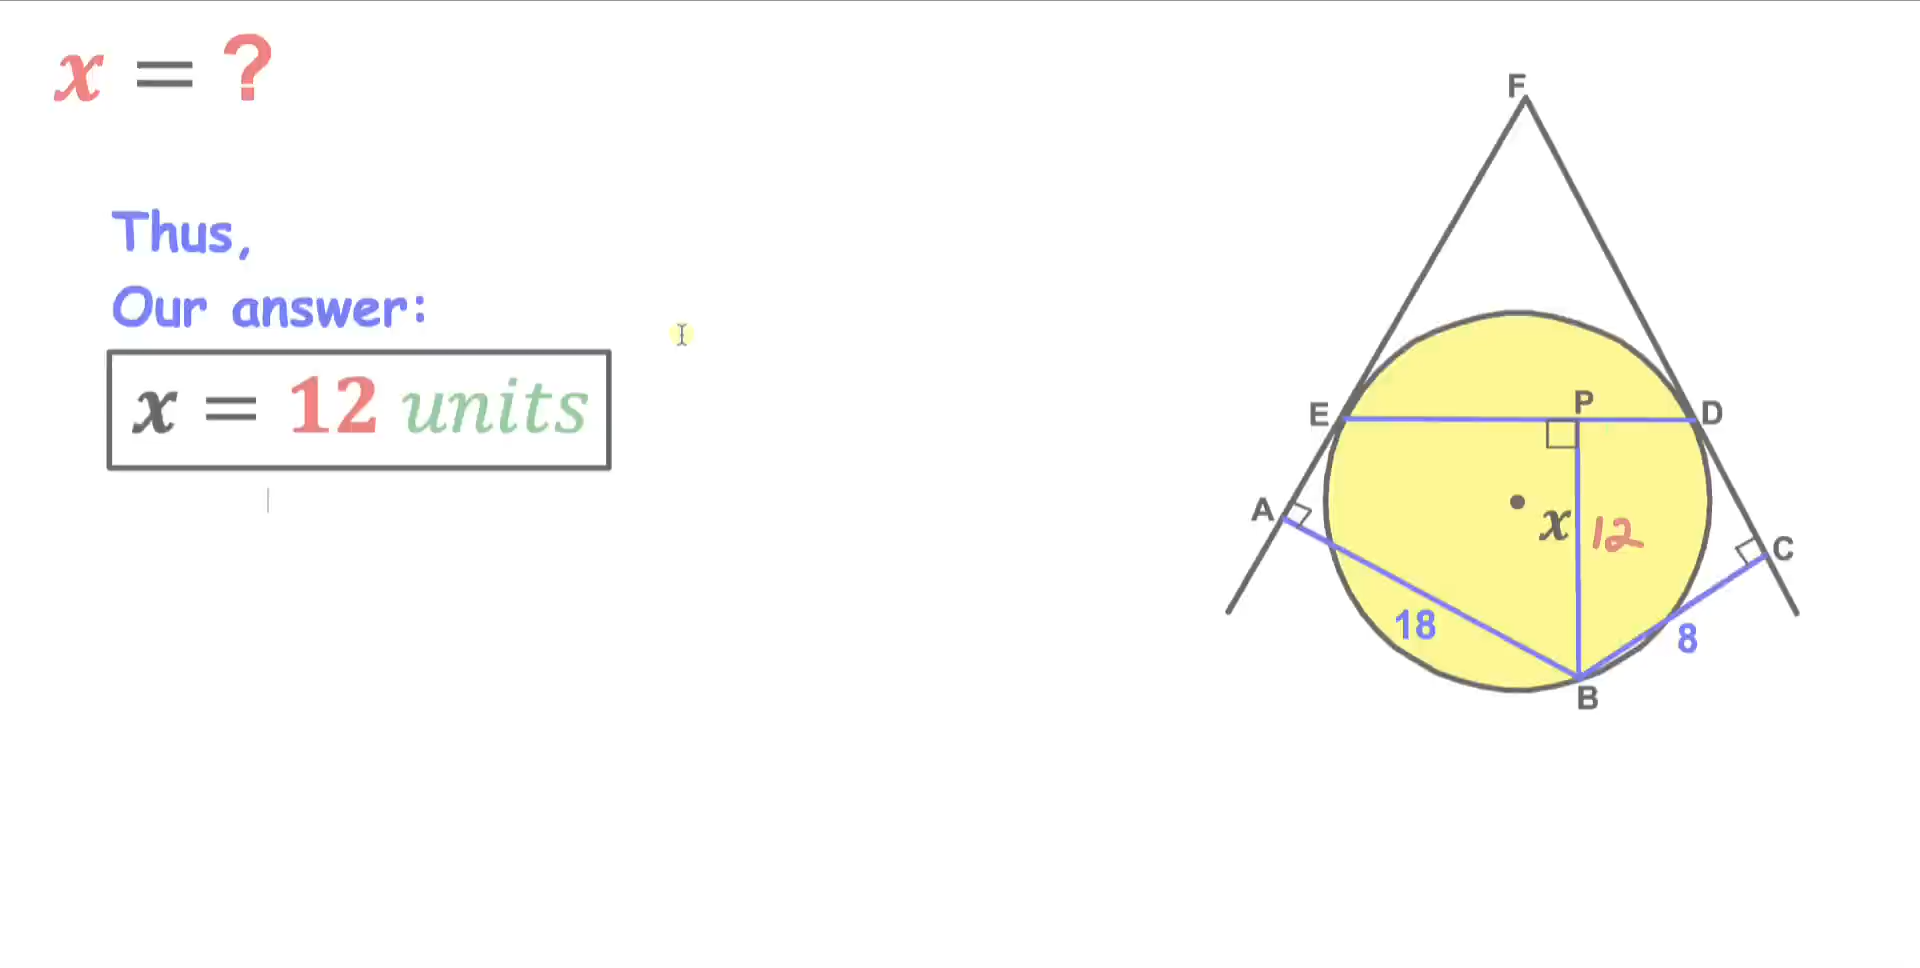 x = ?
Thus,
Our answer:
x = 12 units
F
E
P
D
A
x
12
C
18
8
B